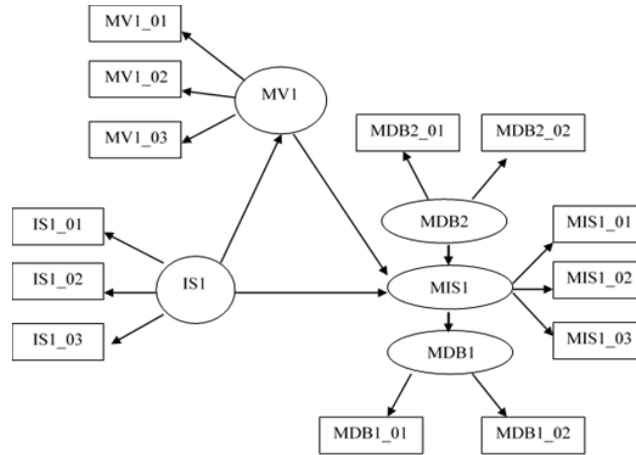 MV1_01
MV1_02
MV1_03
MV1
MDB2_01
MDB2_02
MDB2
IS1_01
IS1_02
IS1_03
IS1
MIS1
MIS1_01
MIS1_02
MIS1_03
MDB1
MDB1_01
MDB1_02